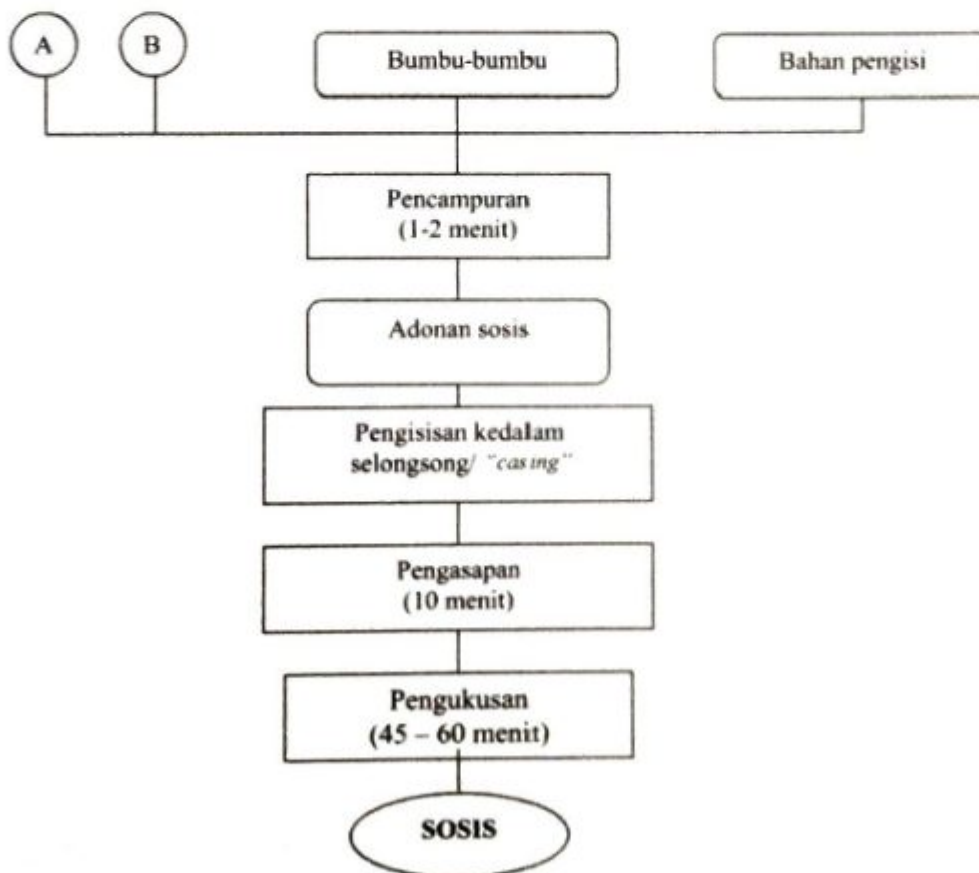 A
B
Bumbu-bumbu
Bahan pengisi
Pencampuran
(1-2 menit)
Adonan sosis
Pengisisan kedalam
selongsong/ "casing"
Pengasapan
(10 menit)
Pengukusan
(45 – 60 menit)
SOSIS